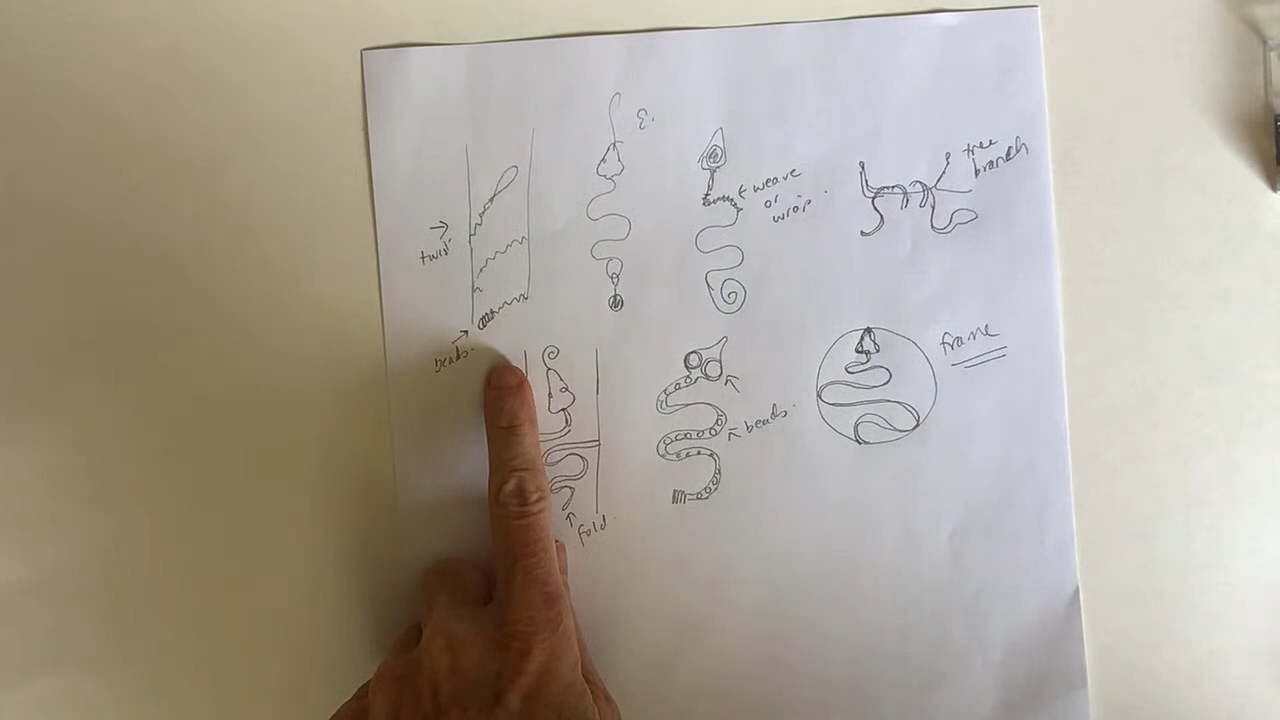 weave
or
wrap.
tree
branch
twist
beads.
frame
beads.
fold.